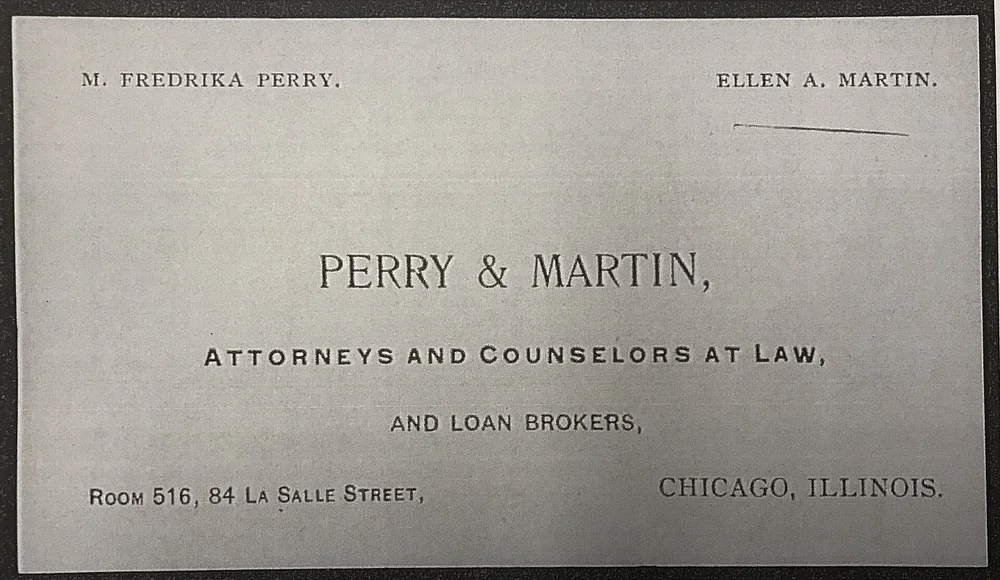 M. FREDRIKA PERRY.
ELLEN A. MARTIN.
PERRY & MARTIN,
ATTORNEYS AND COUNSELORS AT LAW,
AND LOAN BROKERS,
ROOM 516, 84 LA SALLE STREET,
CHICAGO, ILLINOIS.